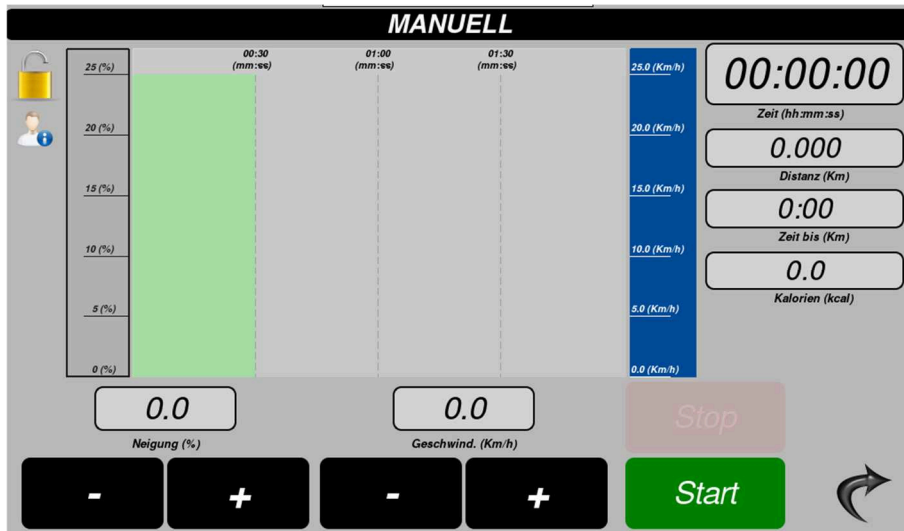 MANUELL
00:30
(mm:ss)
01:00
(mm:ss)
01:30
(mm:ss)
25 (%)
20 (%)
15 (%)
10 (%)
5 (%)
0 (%)
25.0 (Km/h)
20.0 (Km/h)
15.0 (Km/h)
10.0 (Km/h)
5.0 (Km/h)
0.0 (Km/h)
00:00:00
Zeit (hh:mm:ss)
0.000
Distanz (Km)
0:00
Zeit bis (Km)
0.0
Kalorien (kcal)
0.0
Neigung (%)
0.0
Geschwind. (Km/h)
Stop
- + - +
Start